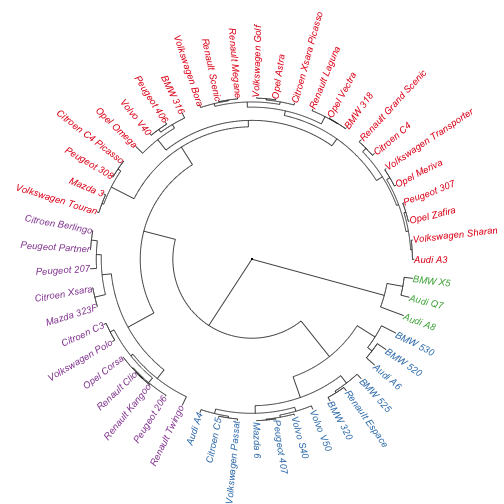 Volkswagen Golf
Opel Astra
Citroen Xsara Picasso
Renault Laguna
Opel Vectra
BMW 318
Renault Grand Scenic
Citroen C4
Volkswagen Transporter
Opel Meriva
Peugeot 307
Opel Zafira
Volkswagen Sharan
Audi A3
BMW X5
Audi Q7
Audi A8
BMW 530
BMW 520
Audi A6
BMW 525
Renault Espace
BMW 320
Volvo V50
Volvo S40
Peugeot 407
Mazda 6
Volkswagen Passat
Citroen C5
Audi A4
Renault Twingo
Peugeot 206
Renault Kangoo
Renault Clio
Opel Corsa
Volkswagen Polo
Citroen C3
Mazda 323F
Citroen Xsara
Peugeot 207
Peugeot Partner
Citroen Berlingo
Volkswagen Touran
Mazda 3
Peugeot 308
Citroen C4 Picasso
Opel Omega
Volvo V40
Peugeot 406
BMW 316
Volkswagen Bora
Renault Scenic
Renault Megane